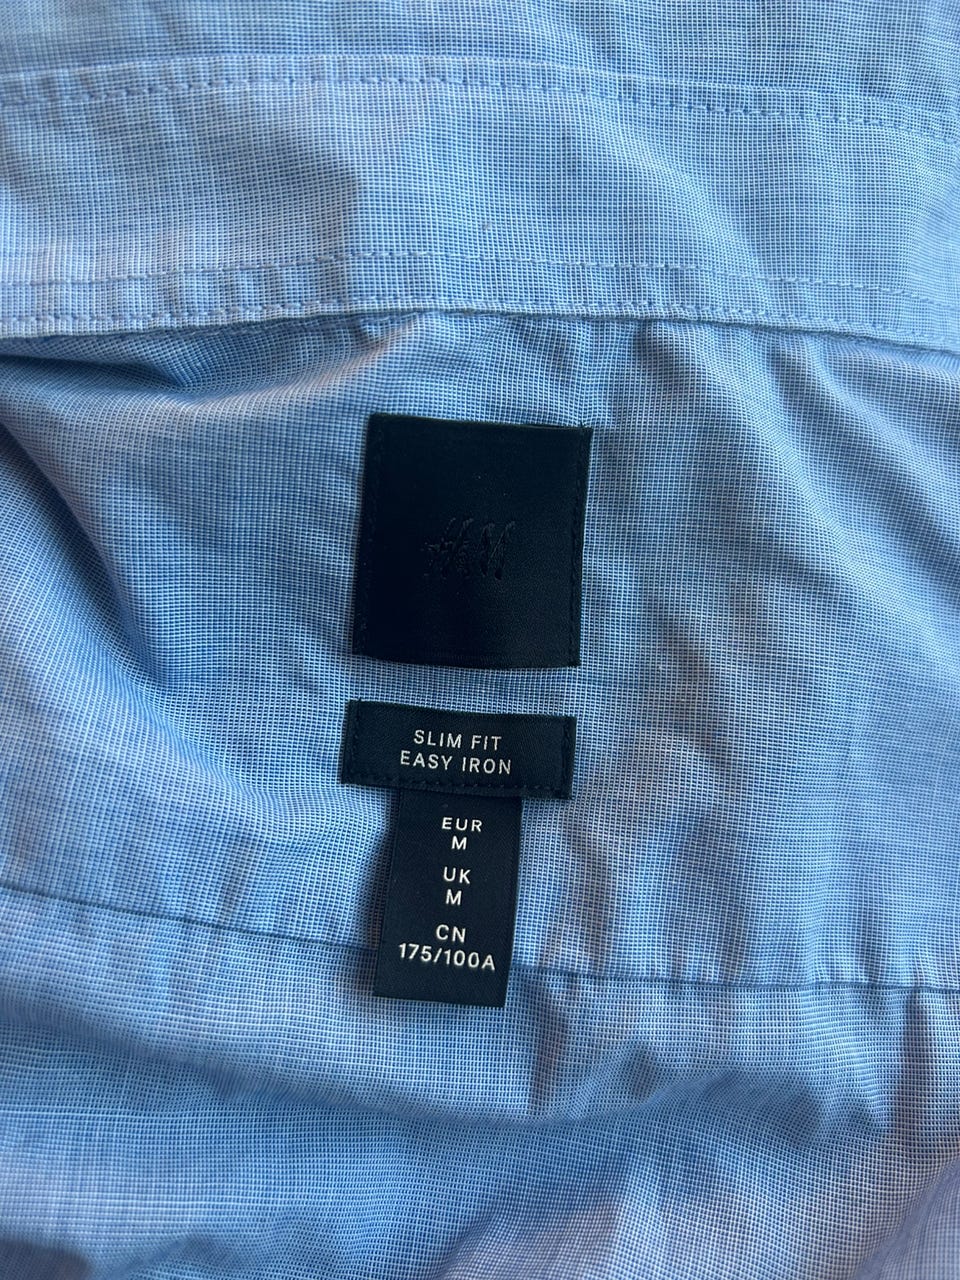 H&M
SLIM FIT
EASY IRON
EUR
M
UK
M
CN
175/100A